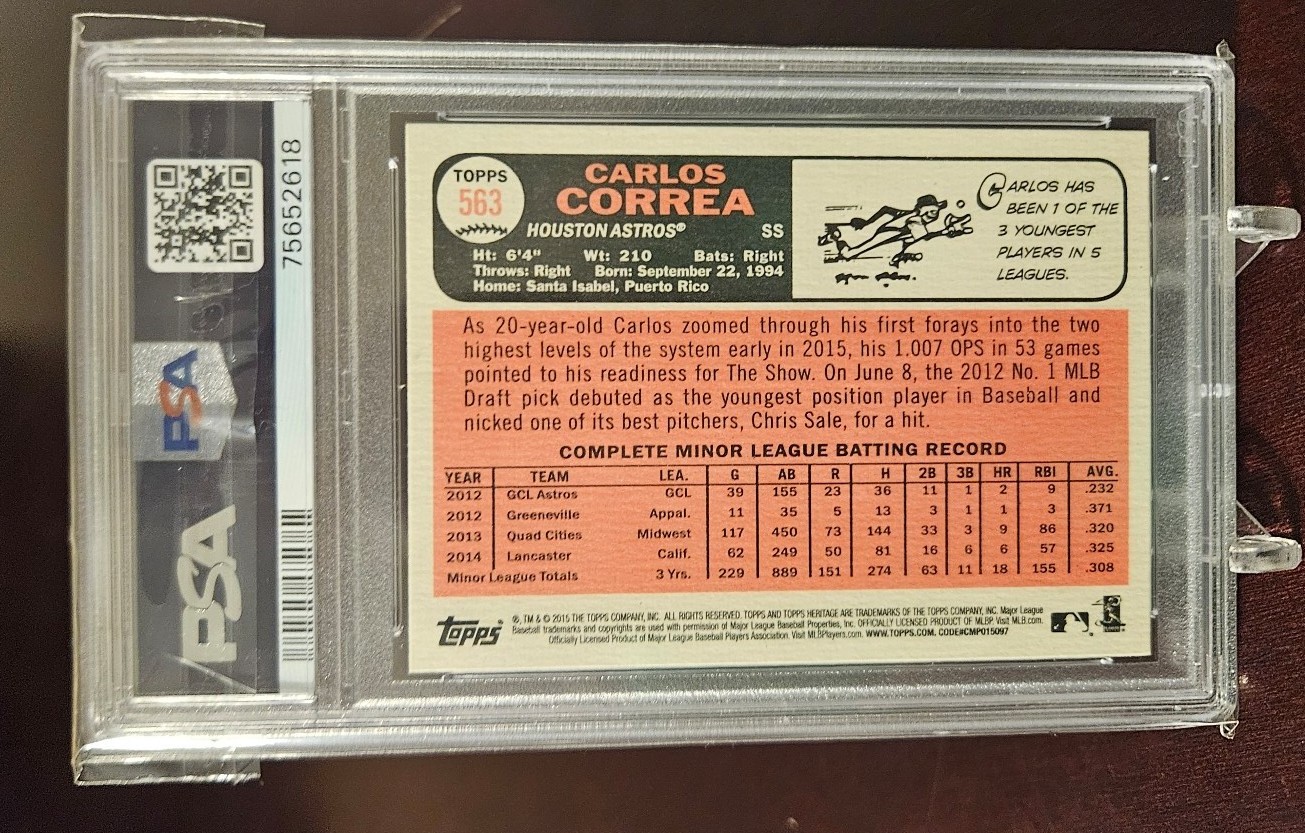 75652618
PSA
PSA
TOPPS
563
CARLOS
CORREA
HOUSTON ASTROS® SS
Ht: 6'4" Wt: 210 Bats: Right
Throws: Right Born: September 22, 1994
Home: Santa Isabel, Puerto Rico
CARLOS HAS
BEEN 1 OF THE
3 YOUNGEST
PLAYERS IN 5
LEAGUES.
As 20-year-old Carlos zoomed through his first forays into the two
highest levels of the system early in 2015, his 1.007 OPS in 53 games
pointed to his readiness for The Show. On June 8, the 2012 No. 1 MLB
Draft pick debuted as the youngest position player in Baseball and
nicked one of its best pitchers, Chris Sale, for a hit.
COMPLETE MINOR LEAGUE BATTING RECORD
YEAR TEAM LEA. G AB R H 2B 3B HR RBI AVG.
2012 GCL Astros GCL 39 155 23 36 11 1 2 9 .232
2012 Greeneville Appal. 11 35 5 13 3 1 1 3 .371
2013 Quad Cities Midwest 117 450 73 144 33 3 9 86 .320
2014 Lancaster Calif. 62 249 50 81 16 6 6 57 .325
Minor League Totals 3 Yrs. 229 889 151 274 63 11 18 155 .308
Topps®
®, TM & © 2015 THE TOPPS COMPANY, INC. ALL RIGHTS RESERVED. TOPPS AND TOPPS HERITAGE ARE TRADEMARKS OF THE TOPPS COMPANY, INC. Major League
Baseball trademarks and copyrights are used with permission of Major League Baseball Properties, Inc. OFFICIALLY LICENSED PRODUCT OF MLBP. Visit MLB.com.
Officially Licensed Product of Major League Baseball Players Association. Visit MLBPlayers.com. WWW.TOPPS.COM. CODE#CMP015097